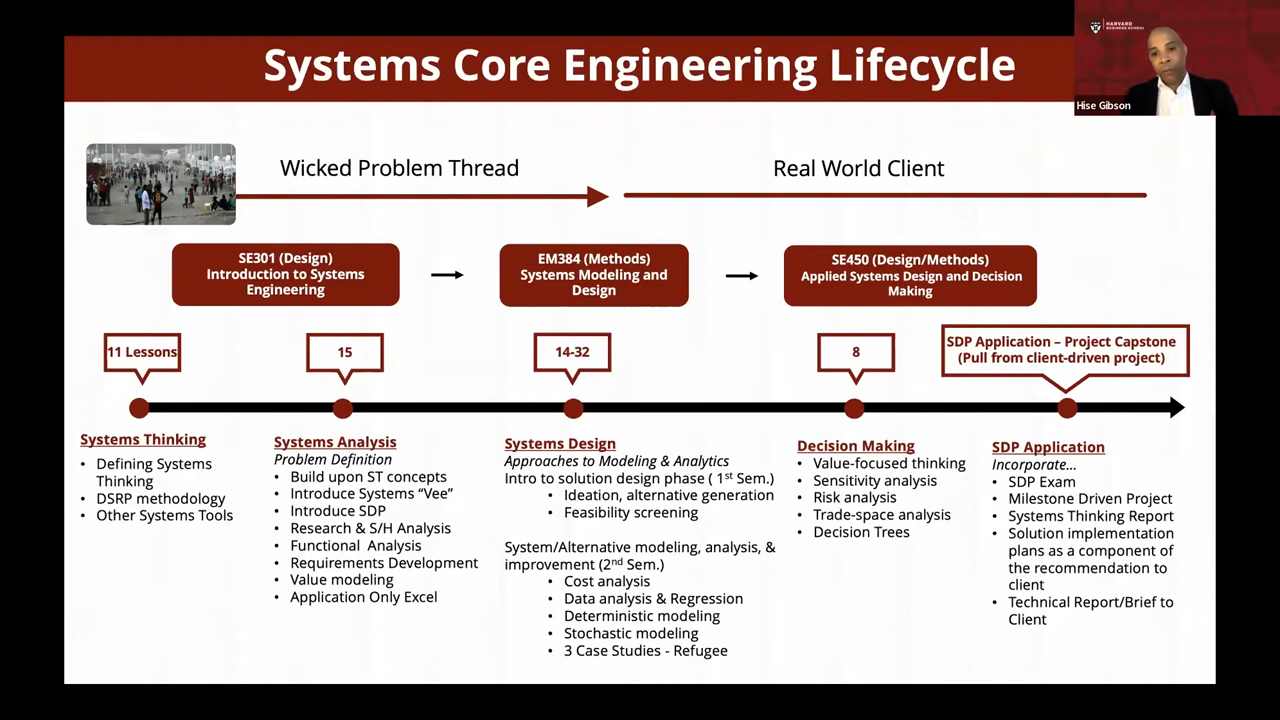 Systems Core Engineering Lifecycle
HARVARD
BUSINESS SCHOOL
Hise Gibson
Wicked Problem Thread
Real World Client
SE301 (Design)
Introduction to Systems
Engineering
EM384 (Methods)
Systems Modeling and
Design
SE450 (Design/Methods)
Applied Systems Design and Decision
Making
11 Lessons
15
14-32
8
SDP Application – Project Capstone
(Pull from client-driven project)
Systems Thinking
• Defining Systems
Thinking
• DSRP methodology
• Other Systems Tools
Systems Analysis
Problem Definition
• Build upon ST concepts
• Introduce Systems “Vee”
• Introduce SDP
• Research & S/H Analysis
• Functional Analysis
• Requirements Development
• Value modeling
• Application Only Excel
Systems Design
Approaches to Modeling & Analytics
Intro to solution design phase ( 1st Sem.)
• Ideation, alternative generation
• Feasibility screening
System/Alternative modeling, analysis, &
improvement (2nd Sem.)
• Cost analysis
• Data analysis & Regression
• Deterministic modeling
• Stochastic modeling
• 3 Case Studies - Refugee
Decision Making
• Value-focused thinking
• Sensitivity analysis
• Risk analysis
• Trade-space analysis
• Decision Trees
SDP Application
Incorporate...
• SDP Exam
• Milestone Driven Project
• Systems Thinking Report
• Solution implementation
plans as a component of
the recommendation to
client
• Technical Report/Brief to
Client